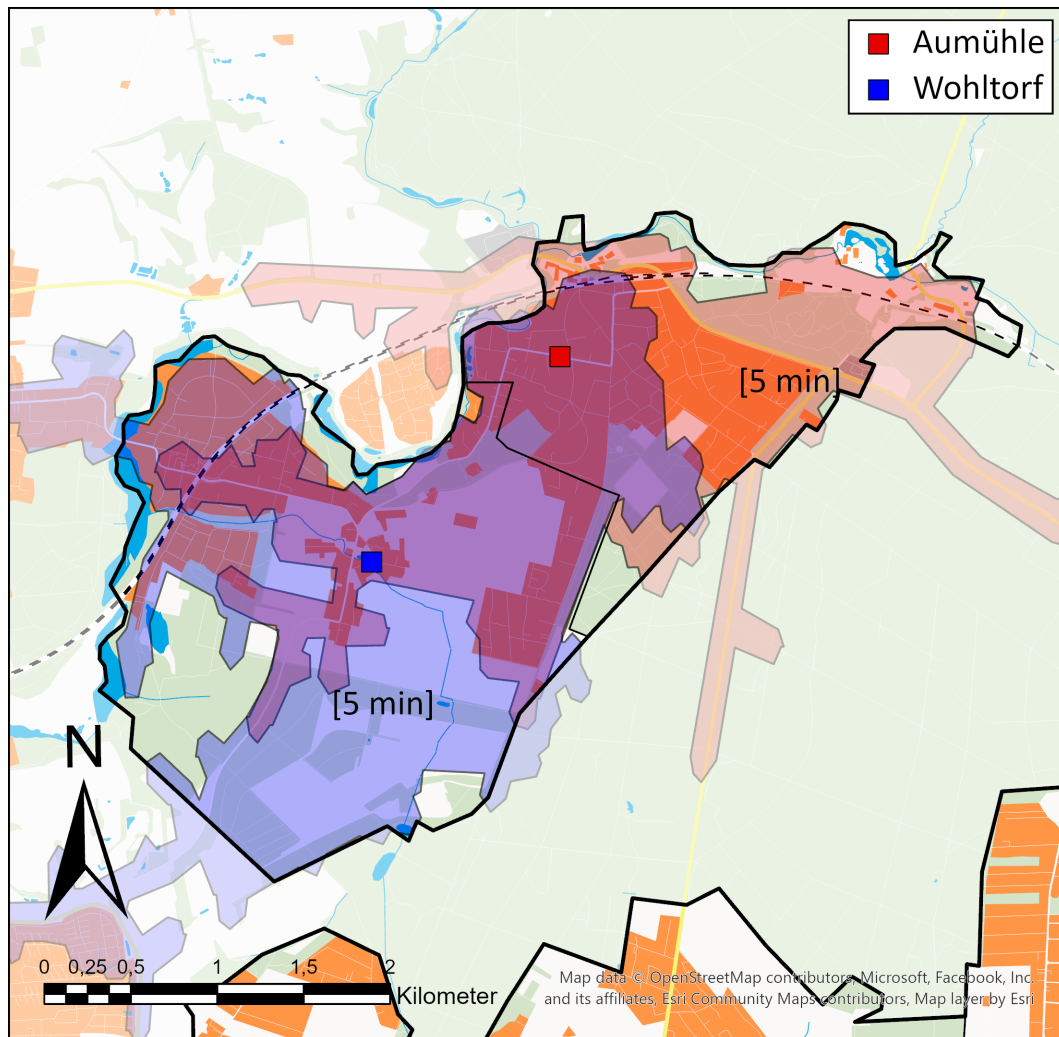 Aumühle
Wohltorf
[5 min]
[5 min]
N
0 0,25 0,5 1 1,5 2
Kilometer
Map data © OpenStreetMap contributors, Microsoft, Facebook, Inc.
and its affiliates, Esri Community Maps contributors, Map layer by Esri